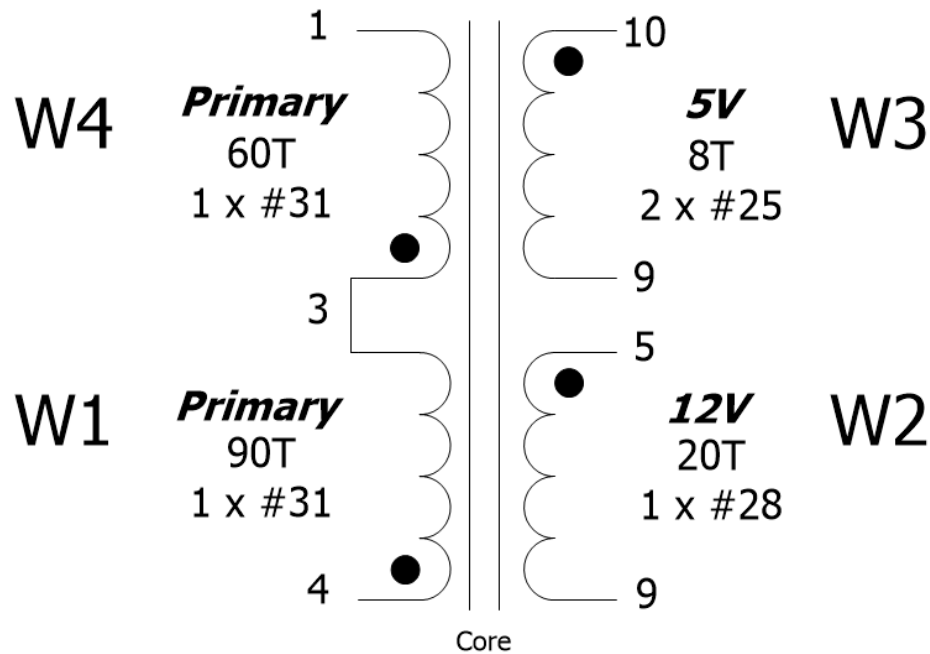 1
W4
Primary
60T
1 x #31
3
W1
Primary
90T
1 x #31
4
10
5V
8T
2 x #25
W3
9
5
12V
20T
1 x #28
W2
9
Core